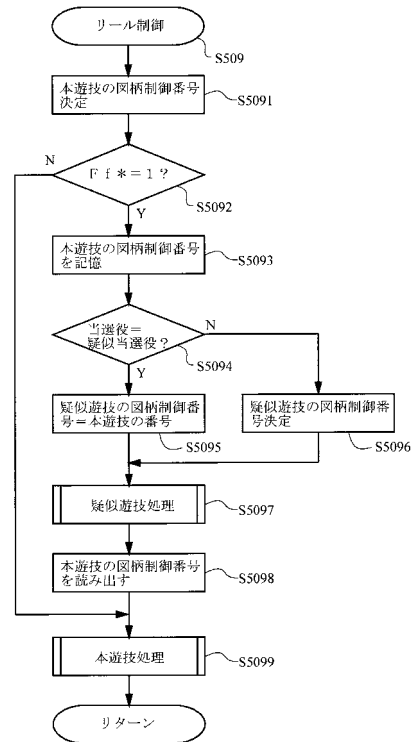 リール制御
S509
本遊技の図柄制御番号
決定
S5091
N
Ｆｆ＊＝１？
S5092
Y
本遊技の図柄制御番号
を記憶
S5093
当選役＝
疑似当選役？
N
S5094
Y
疑似遊技の図柄制御番
号＝本遊技の番号
S5095
疑似遊技の図柄制御番
号決定
S5096
疑似遊技処理
S5097
本遊技の図柄制御番号
を読み出す
S5098
本遊技処理
S5099
リターン